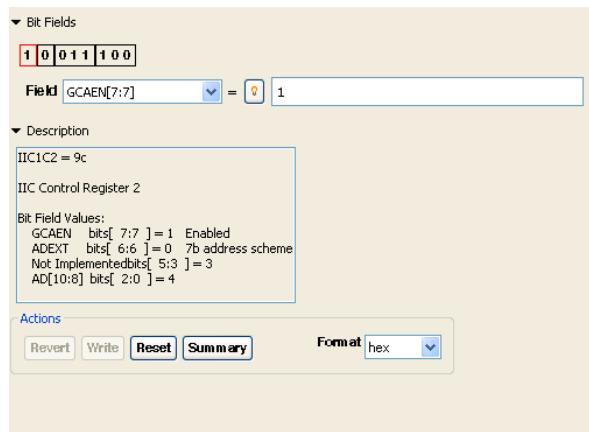 Bit Fields
1 0 0 1 1 1 0 0
Field GCAEN[7:7] = 1
Description
IIC1C2 = 9c
IIC Control Register 2
Bit Field Values:
GCAEN bits[ 7:7 ] = 1 Enabled
ADEXT bits[ 6:6 ] = 0 7b address scheme
Not Implementedbits[ 5:3 ] = 3
AD[10:8] bits[ 2:0 ] = 4
Actions
Revert Write Reset Summary Format hex